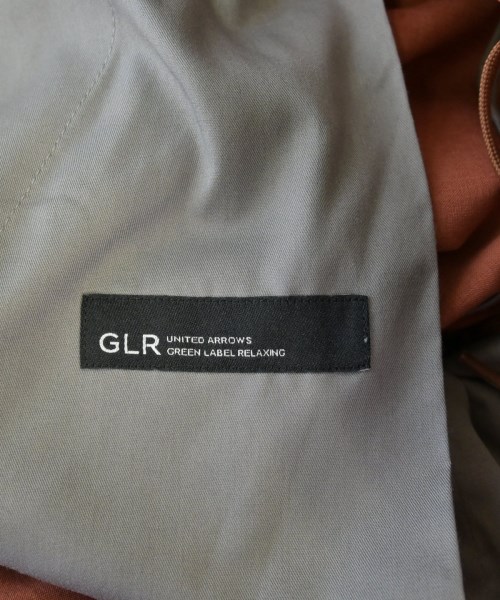 GLR
UNITED ARROWS
GREEN LABEL RELAXING